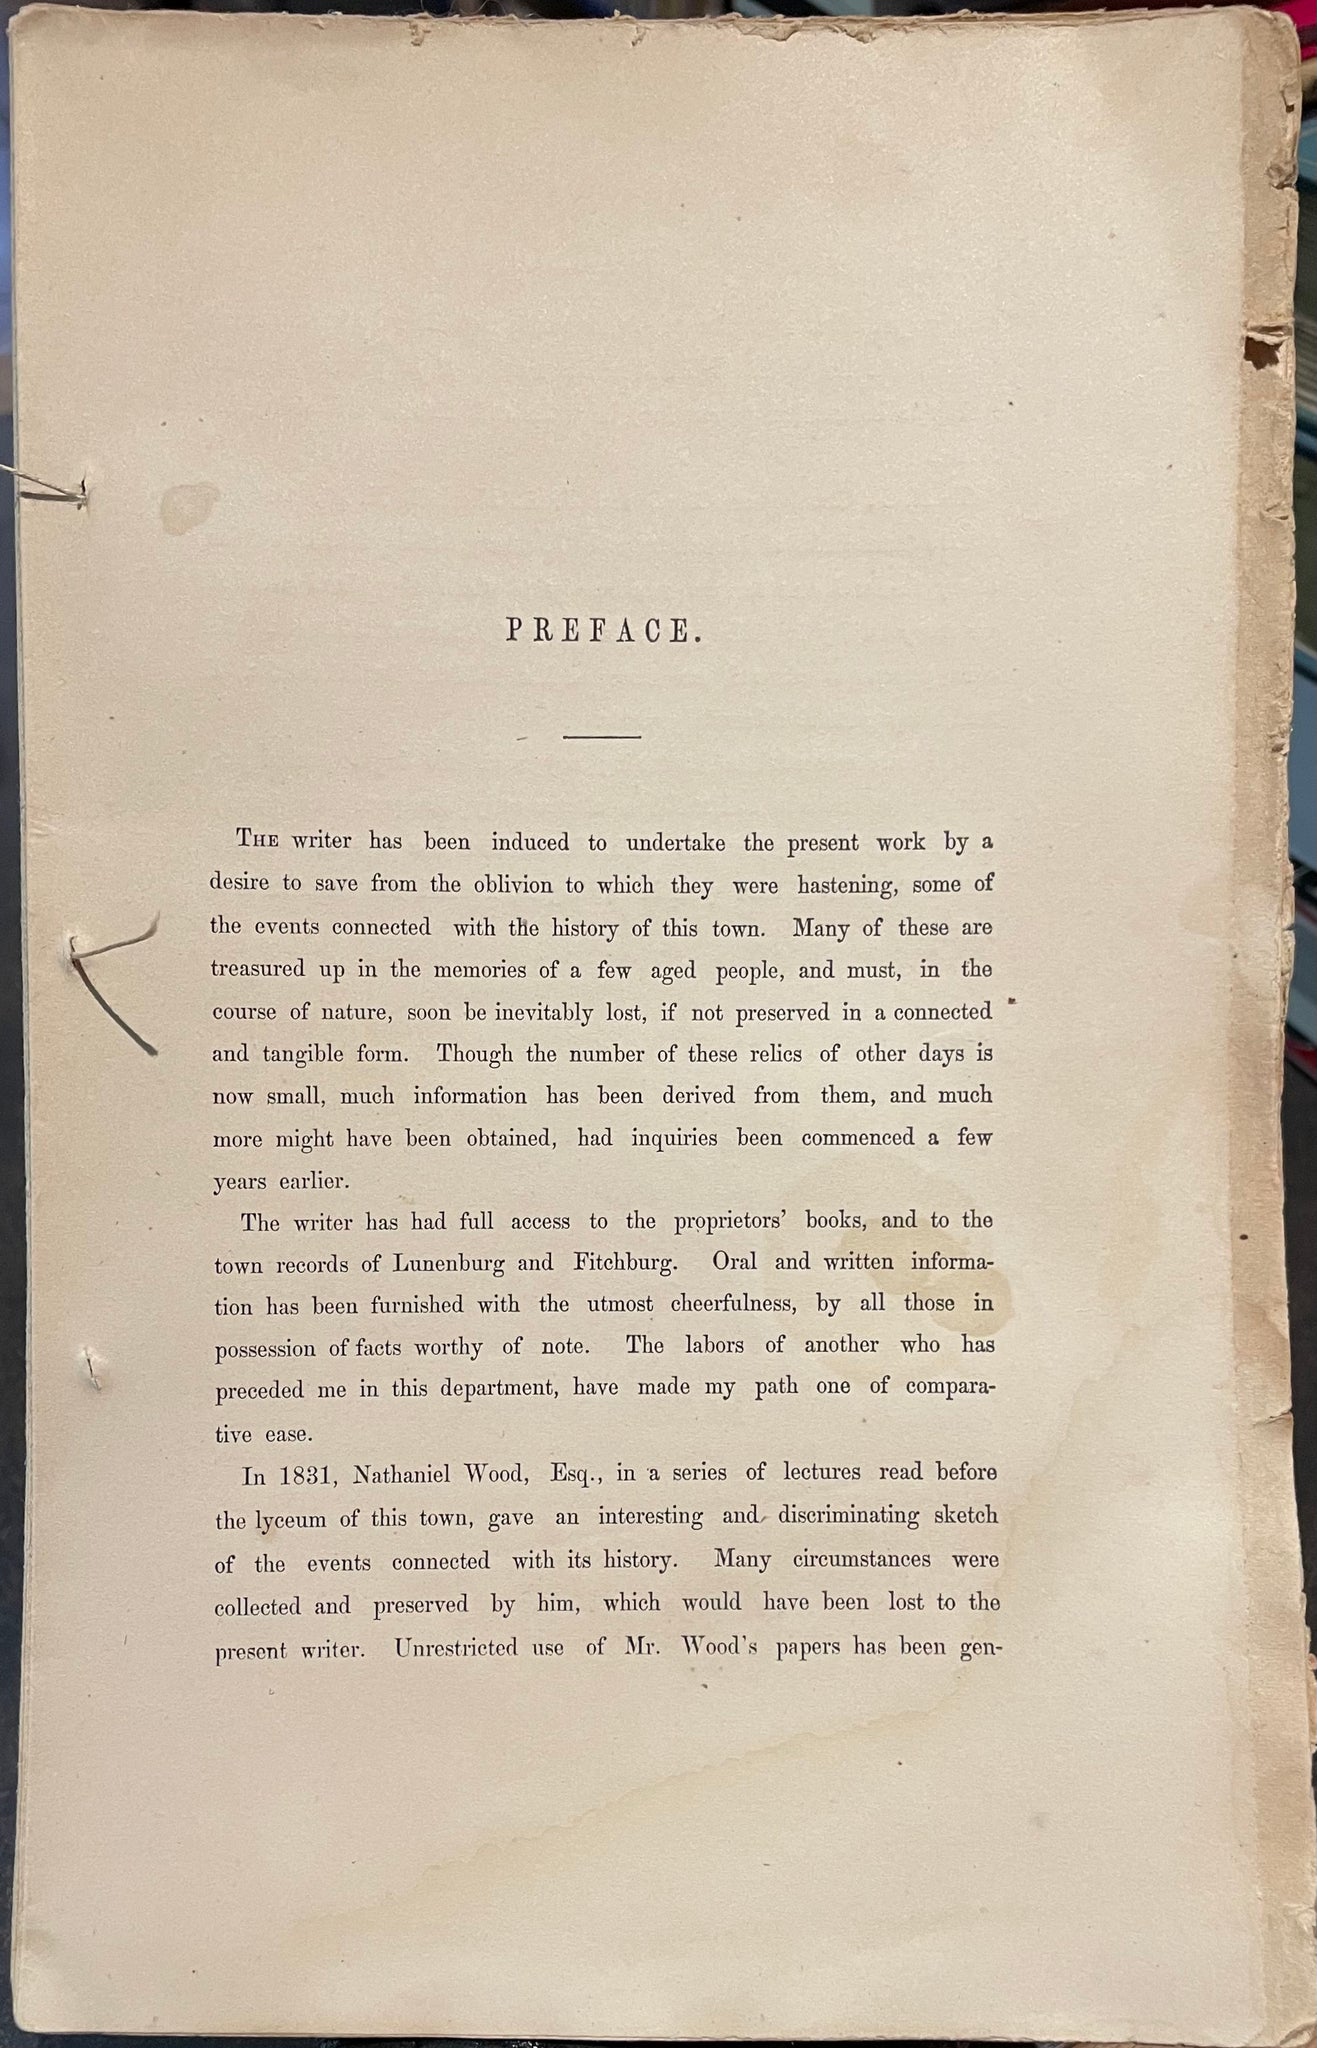 PREFACE.
THE writer has been induced to undertake the present work by a
desire to save from the oblivion to which they were hastening, some of
the events connected with the history of this town. Many of these are
treasured up in the memories of a few aged people, and must, in the
course of nature, soon be inevitably lost, if not preserved in a connected
and tangible form. Though the number of these relics of other days is
now small, much information has been derived from them, and much
more might have been obtained, had inquiries been commenced a few
years earlier.
The writer has had full access to the proprietors' books, and to the
town records of Lunenburg and Fitchburg. Oral and written informa-
tion has been furnished with the utmost cheerfulness, by all those in
possession of facts worthy of note. The labors of another who has
preceded me in this department, have made my path one of compara-
tive ease.
In 1831, Nathaniel Wood, Esq., in a series of lectures read before
the lyceum of this town, gave an interesting and discriminating sketch
of the events connected with its history. Many circumstances were
collected and preserved by him, which would have been lost to the
present writer. Unrestricted use of Mr. Wood's papers has been gen-